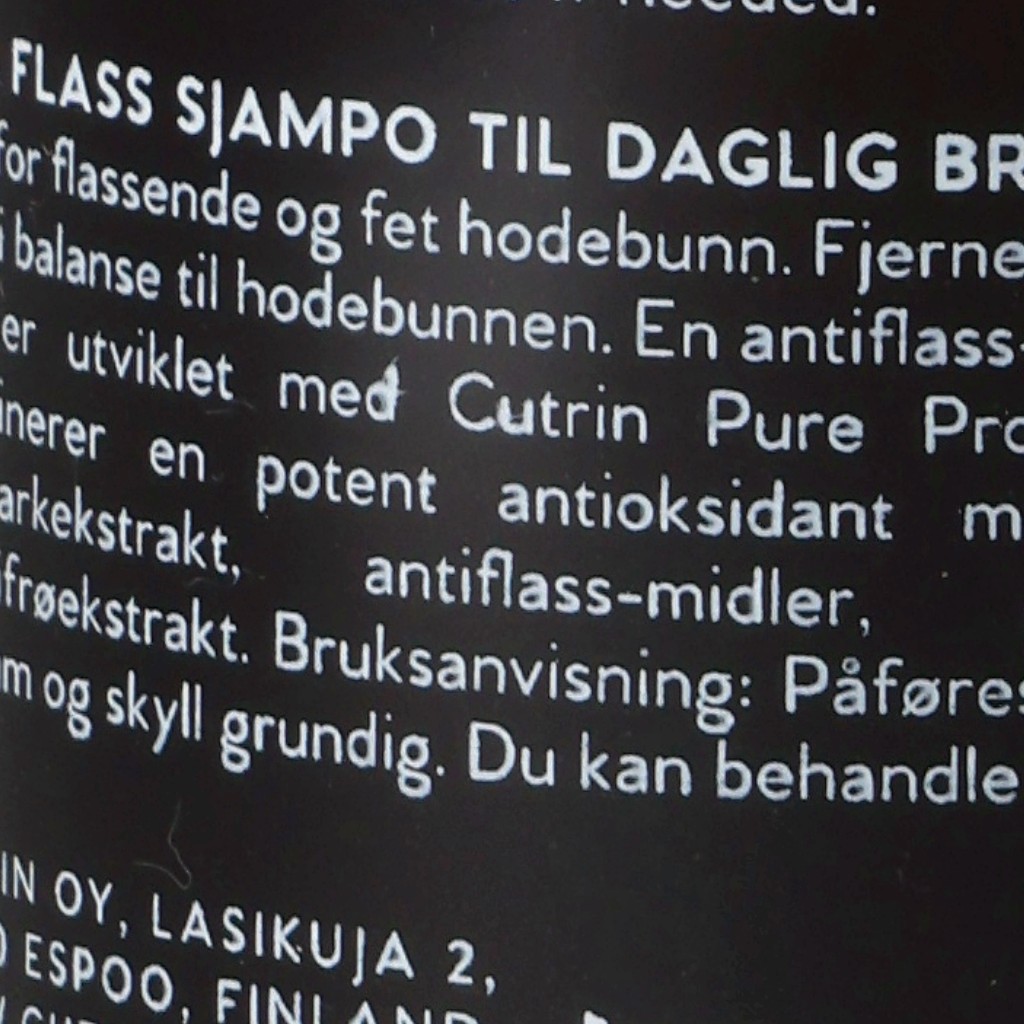 needed.
FLASS SJAMPO TIL DAGLIG BR
for flassende og fet hodebunn. Fjerne
balanse til hodebunnen. En antiflass-
er utviklet med Cutrin Pure Pro
inerer en potent antioksidant m
arkekstrakt, antiflass-midler,
frøekstrakt. Bruksanvisning: Påføres
m og skyll grundig. Du kan behandle
IN OY, LASIKUJA 2,
ESPOO, FINLAND